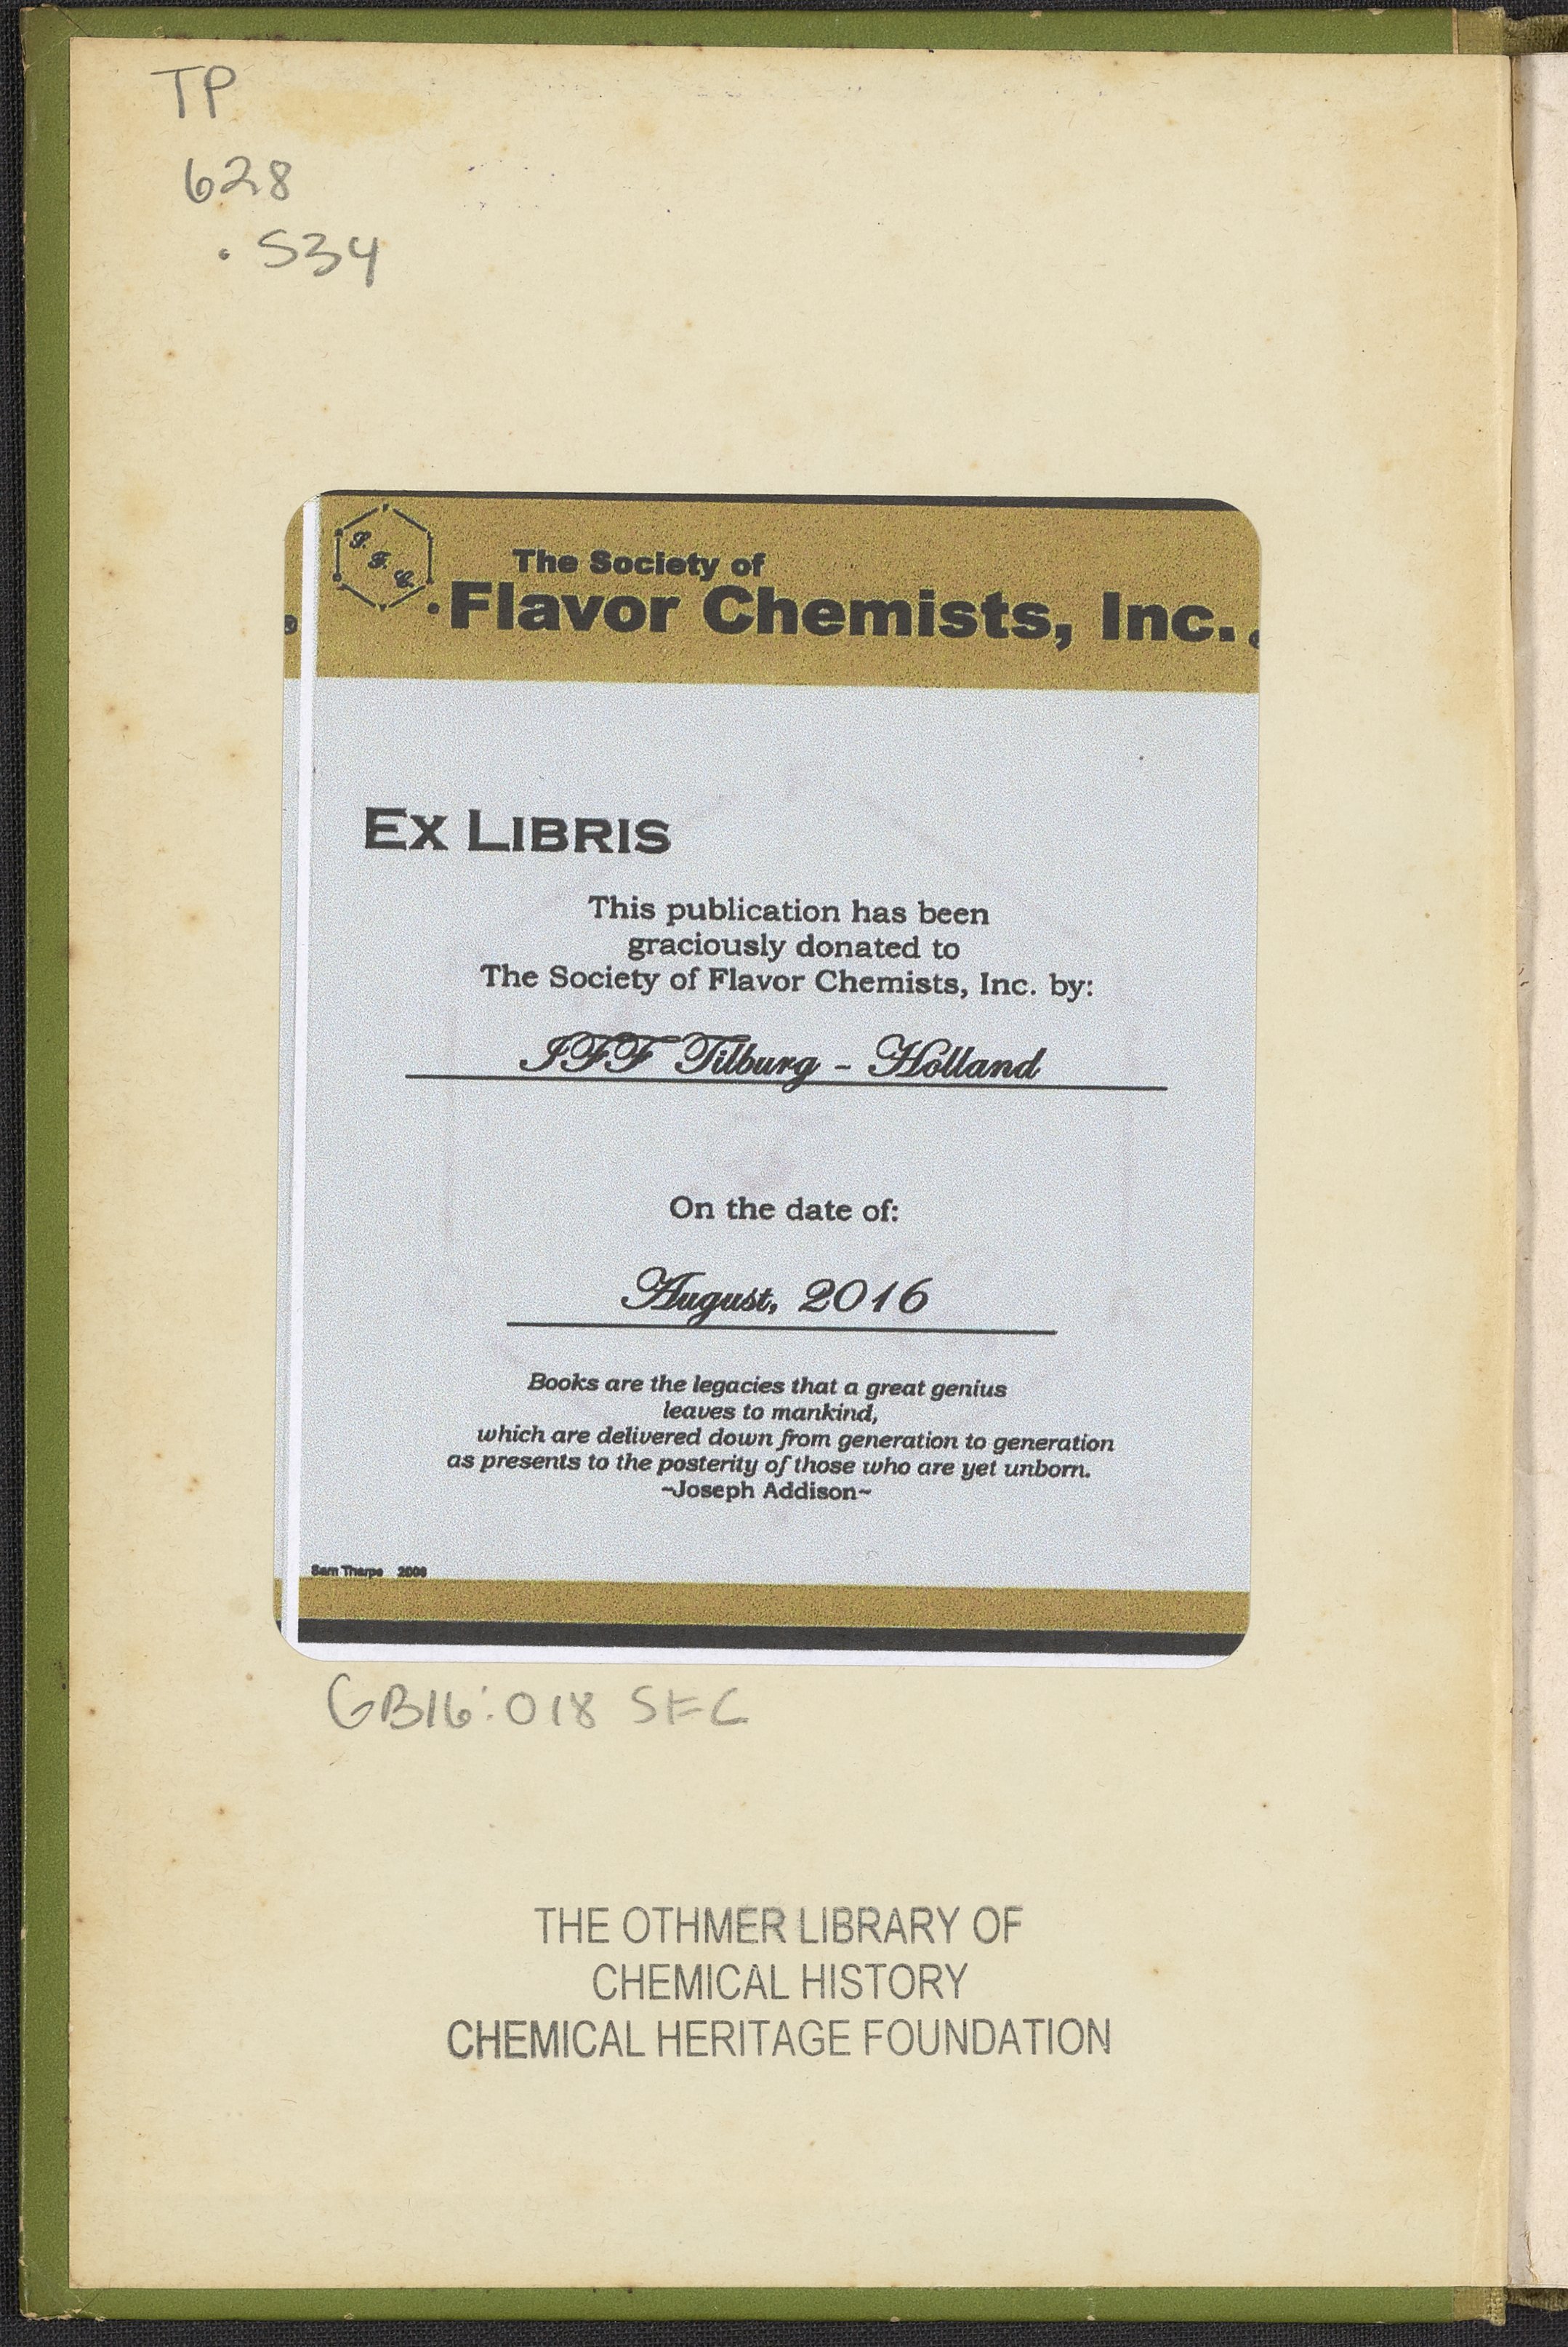 TP
628
. S34
S.
F.
C.
The Society of
• Flavor Chemists, Inc.
EX LIBRIS
This publication has been
graciously donated to
The Society of Flavor Chemists, Inc. by:
IFF Tilburg - Holland
On the date of:
August, 2016
Books are the legacies that a great genius
leaves to mankind,
which are delivered down from generation to generation
as presents to the posterity of those who are yet unborn.
~Joseph Addison~
Sam Tharpe 2006
GB16:018 SFC
THE OTHMER LIBRARY OF
CHEMICAL HISTORY
CHEMICAL HERITAGE FOUNDATION